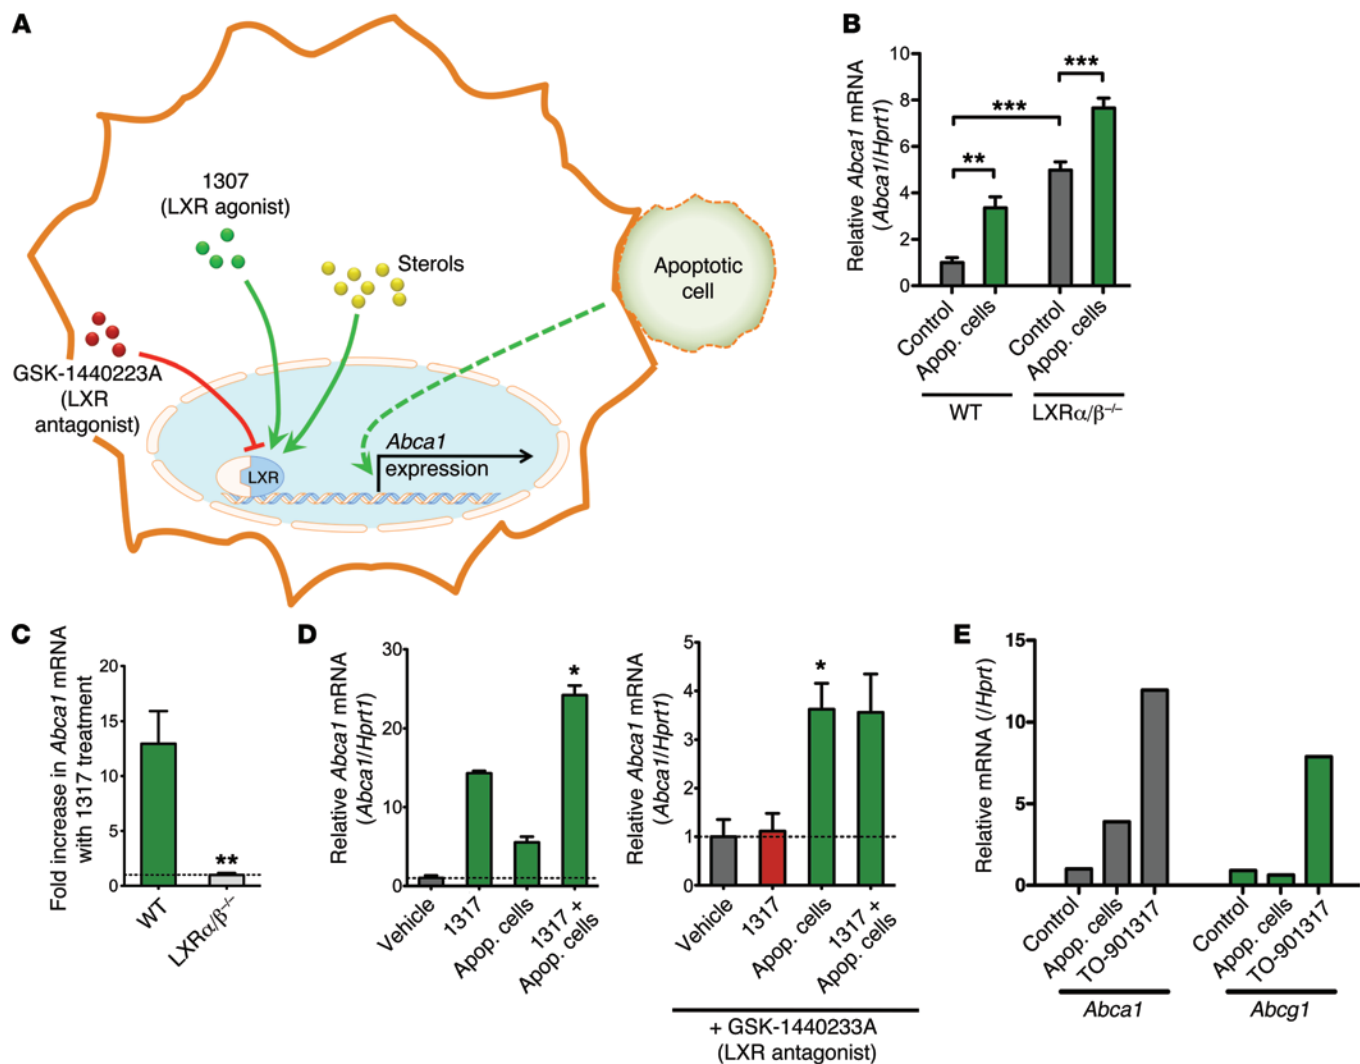 A
1307
(LXR agonist)
Sterols
Apoptotic
cell
GSK-1440223A
(LXR
antagonist)
Abca1
expression
LXR
B
Relative Abca1 mRNA
(Abca1/Hprt1)
10
8
6
4
2
0
***
***
**
Control
Apop. cells
Control
Apop. cells
WT
LXRα/β–/–
C
Fold increase in Abca1 mRNA
with 1317 treatment
20
15
10
5
0
**
WT
LXRα/β–/–
D
Relative Abca1 mRNA
(Abca1/Hprt1)
30
20
10
0
*
Vehicle
1317
Apop. cells
1317 +
Apop. cells
Relative Abca1 mRNA
(Abca1/Hprt1)
5
4
3
2
1
0
*
Vehicle
1317
Apop. cells
1317 +
Apop. cells
+ GSK-1440233A
(LXR antagonist)
E
Relative mRNA (/Hprt)
15
10
5
0
Control
Apop. cells
TO-901317
Control
Apop. cells
TO-901317
Abca1
Abcg1